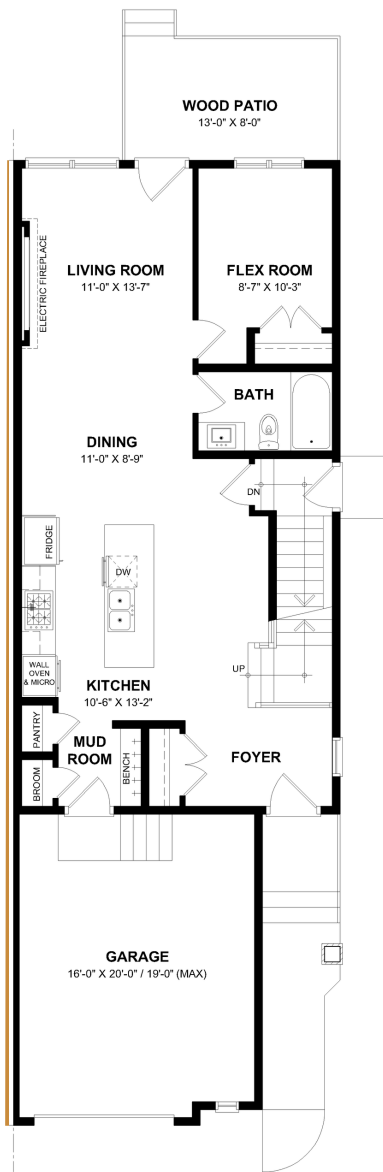 WOOD PATIO
13'-0" X 8'-0"
ELECTRIC FIREPLACE
LIVING ROOM
11'-0" X 13'-7"
FLEX ROOM
8'-7" X 10'-3"
BATH
DINING
11'-0" X 8'-9"
DN
FRIDGE
DW
WALL
OVEN
& MICRO
UP
KITCHEN
10'-6" X 13'-2"
PANTRY
MUD
ROOM
BROOM
BENCH
FOYER
GARAGE
16'-0" X 20'-0" / 19'-0" (MAX)